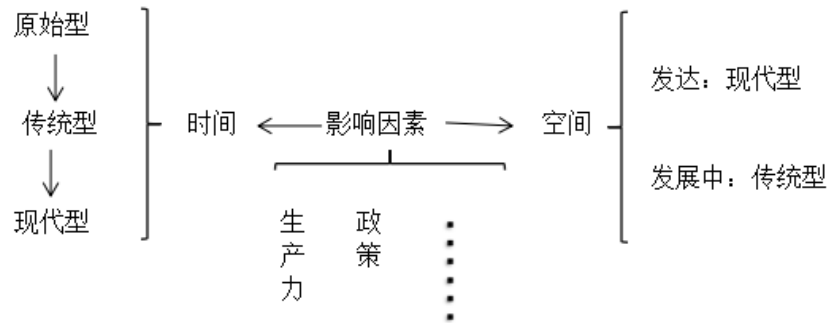 原始型
传统型
现代型
时间
影响因素
空间
发达：现代型
发展中：传统型
生产力
政策